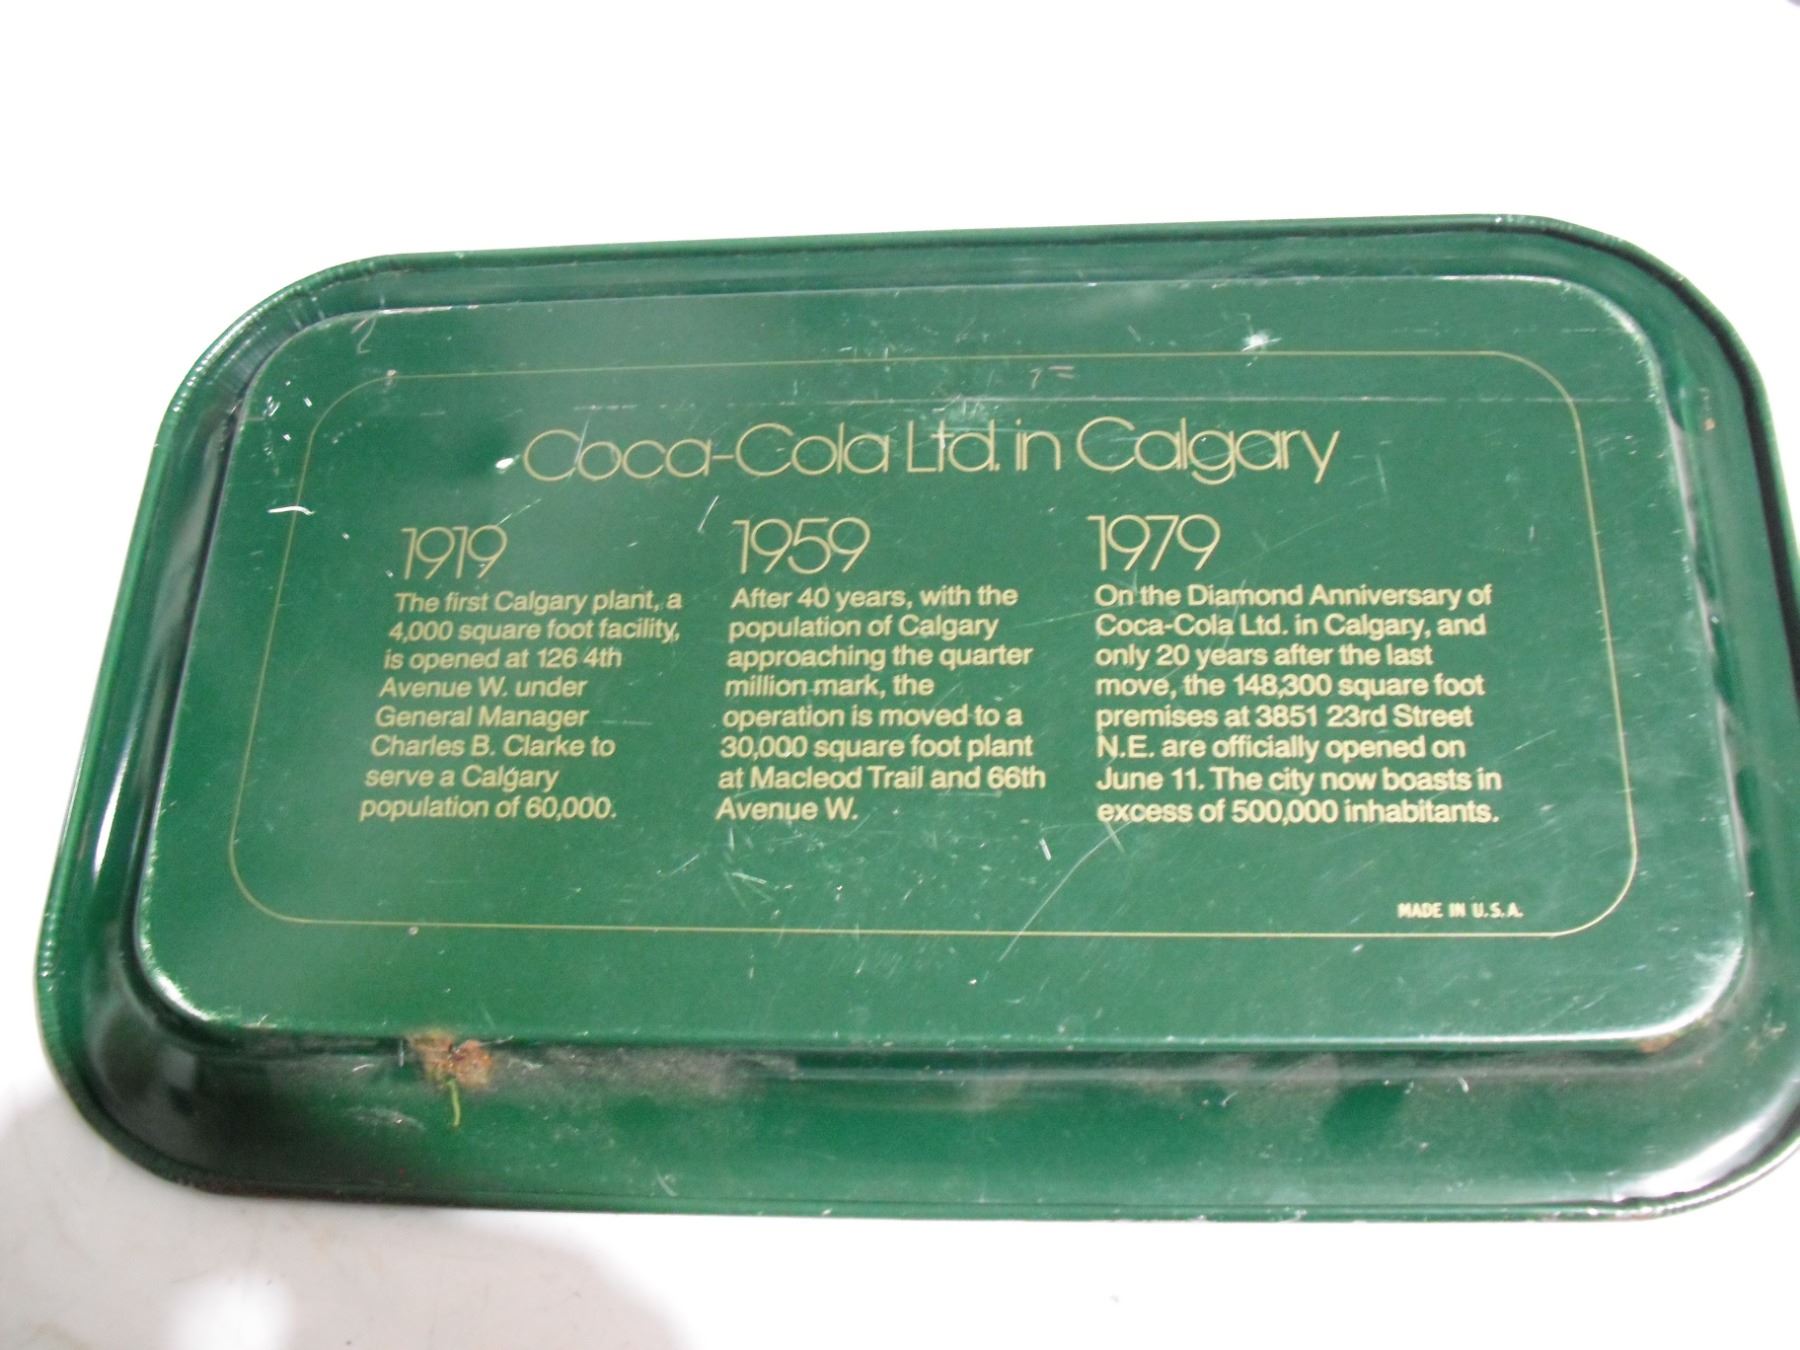 Coca-Cola Ltd. in Calgary
1919
The first Calgary plant, a
4,000 square foot facility,
is opened at 126 4th
Avenue W. under
General Manager
Charles B. Clarke to
serve a Calgary
population of 60,000.
1959
After 40 years, with the
population of Calgary
approaching the quarter
million mark, the
operation is moved to a
30,000 square foot plant
at Macleod Trail and 66th
Avenue W.
1979
On the Diamond Anniversary of
Coca-Cola Ltd. in Calgary, and
only 20 years after the last
move, the 148,300 square foot
premises at 3851 23rd Street
N.E. are officially opened on
June 11. The city now boasts in
excess of 500,000 inhabitants.
MADE IN U.S.A.